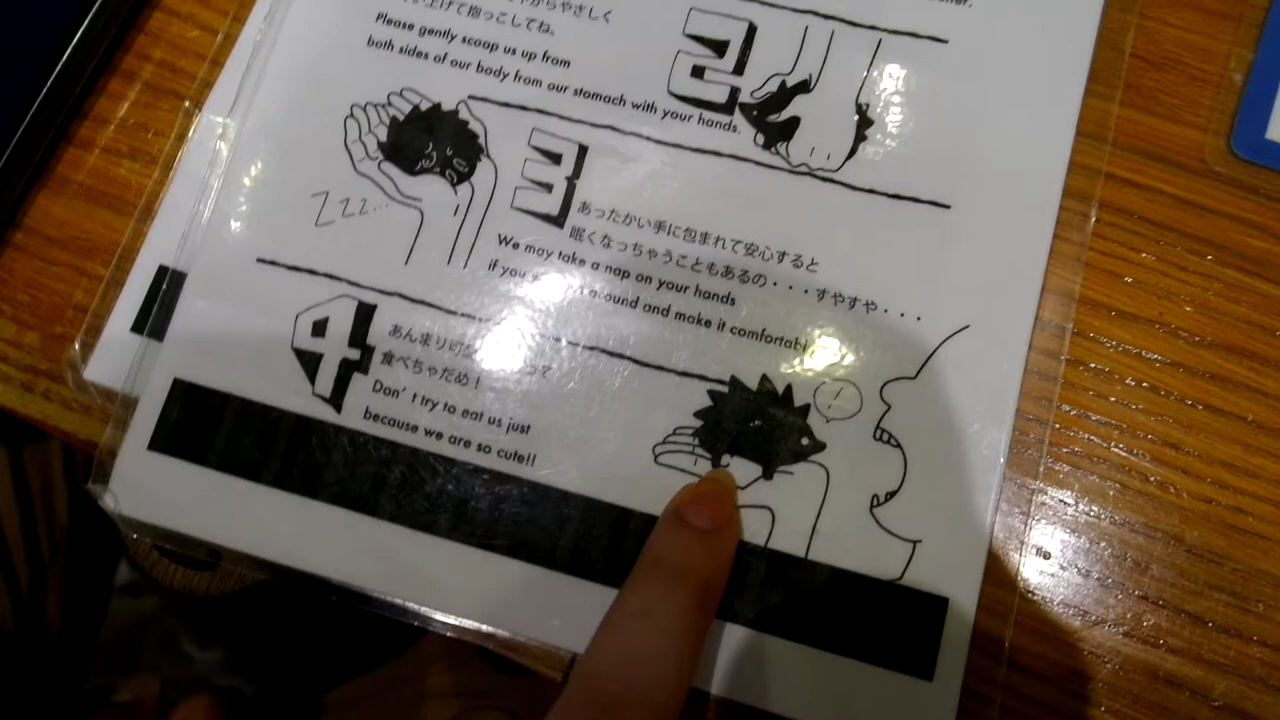 やさしく
上げて抱っこしてね。
Please gently scoop us up from
both sides of our body from our stomach with your hands.
2
3
あったかい手に包まれて安心すると
眠くなっちゃうこともあるの・・・すやすや・・・
We may take a nap on your hands
if you around and make it comfortabl
Zzz...
4
あんまり
食べちゃだめ！
Don't try to eat us just
because we are so cute!!
!